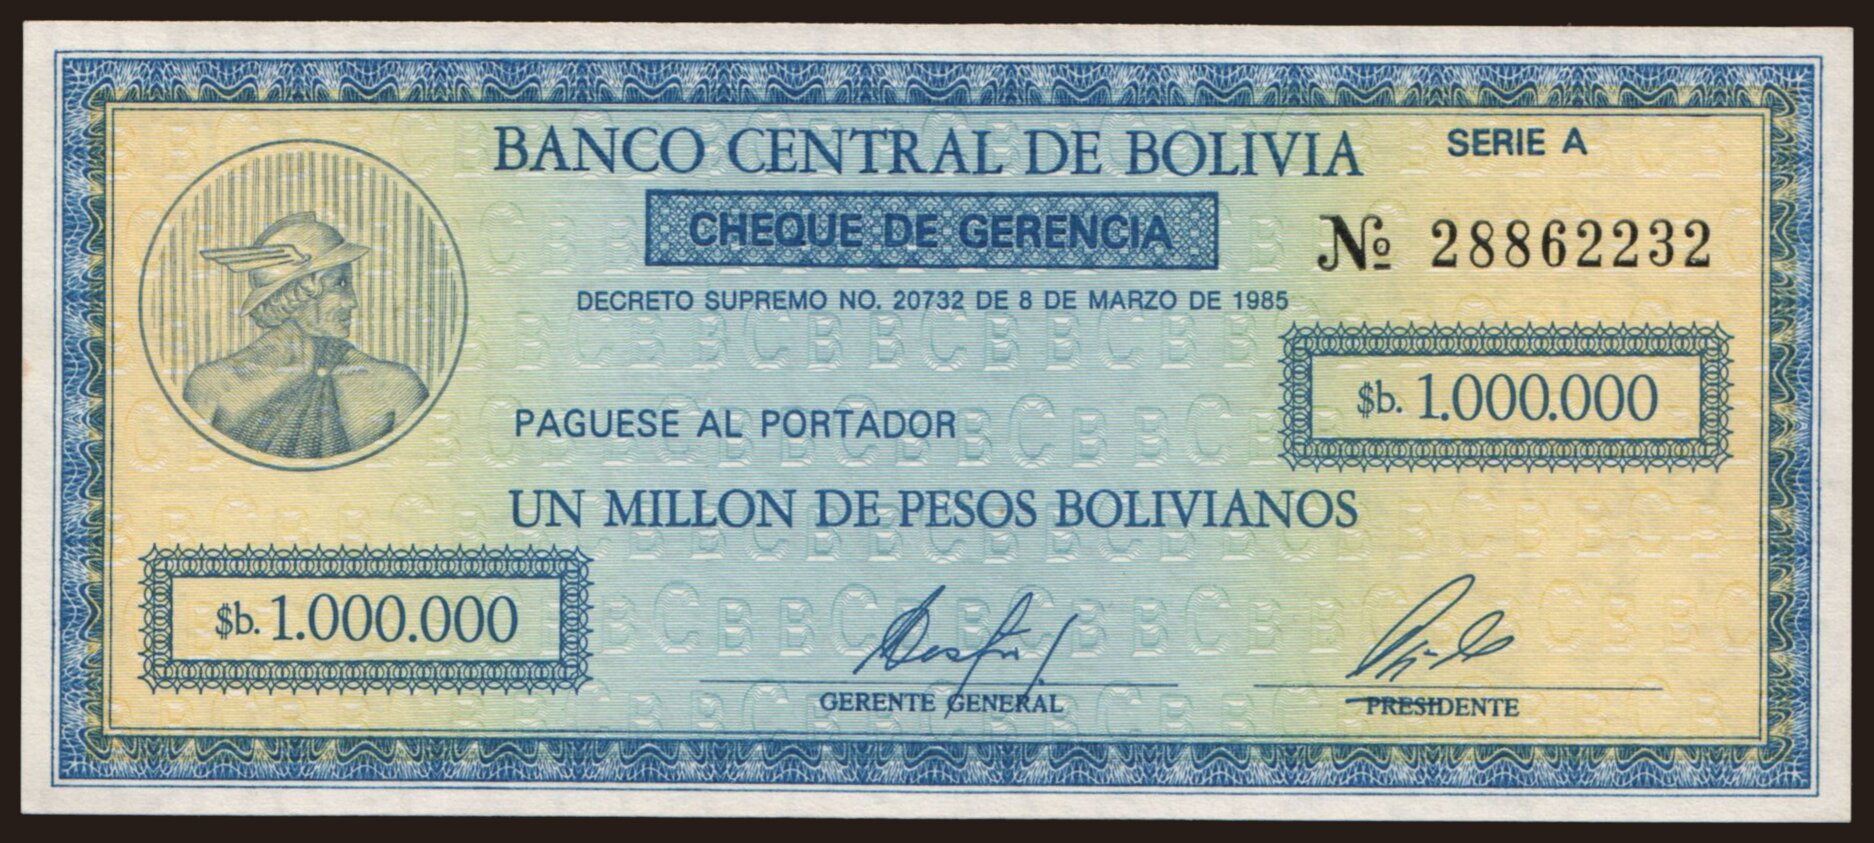 BANCO CENTRAL DE BOLIVIA
SERIE A
CHEQUE DE GERENCIA
Nº 28862232
DECRETO SUPREMO NO. 20732 DE 8 DE MARZO DE 1985
$b. 1.000.000
PAGUESE AL PORTADOR
UN MILLON DE PESOS BOLIVIANOS
$b. 1.000.000
GERENTE GENERAL
PRESIDENTE